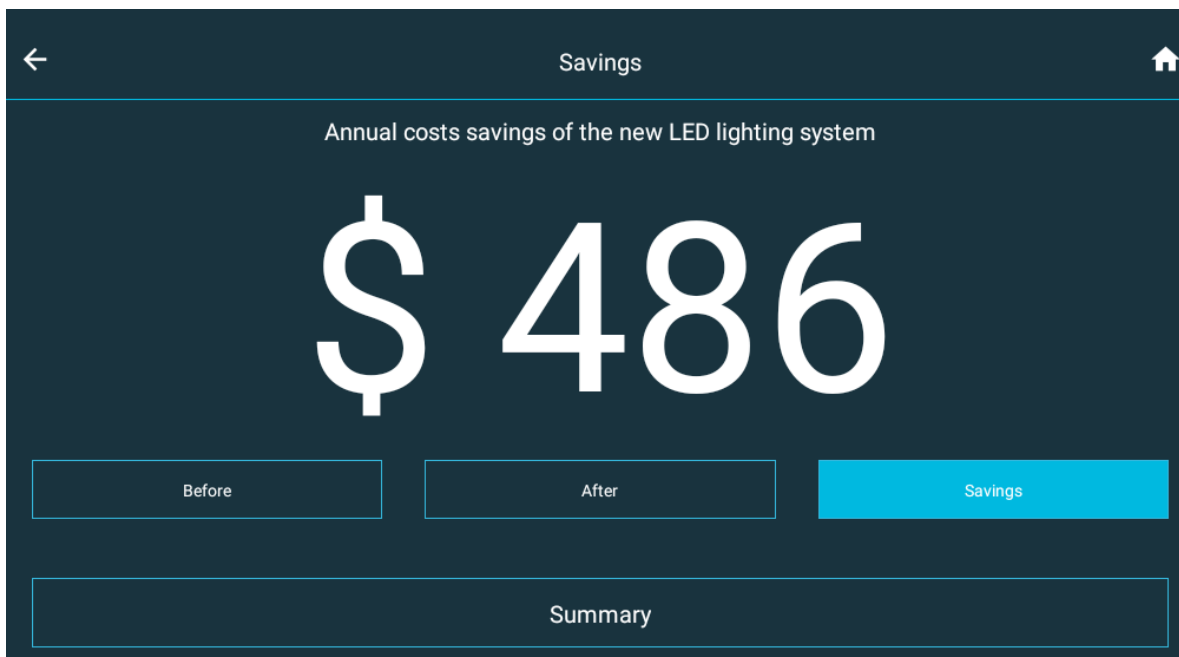 Savings
Annual costs savings of the new LED lighting system
$ 486
Before
After
Savings
Summary